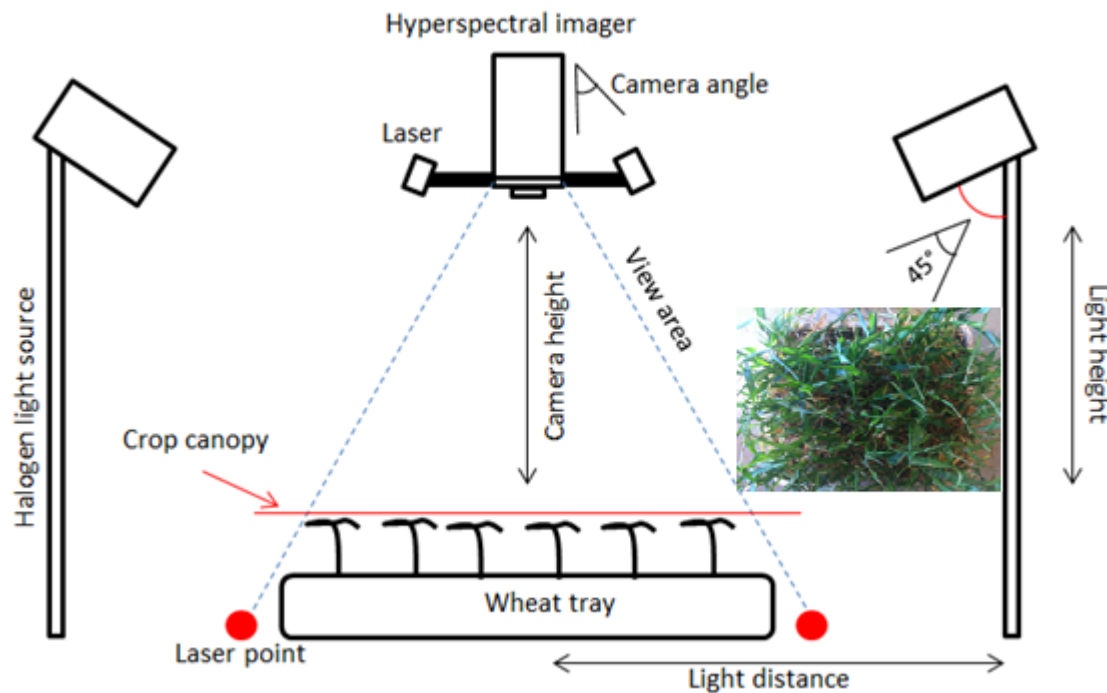 Hyperspectral imager
Camera angle
Laser
Halogen light source
Camera height
View area
45°
Light height
Crop canopy
Wheat tray
Laser point
Light distance